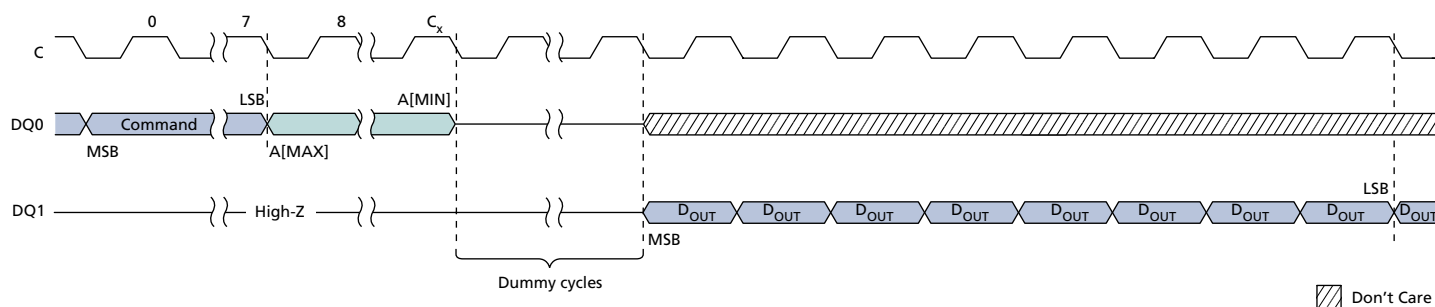 0 7 8 Cx
C
LSB A[MIN]
DQ0 Command
MSB A[MAX]
LSB
DQ1 High-Z DOUT DOUT DOUT DOUT DOUT DOUT DOUT DOUT DOUT
MSB
Dummy cycles
Don't Care